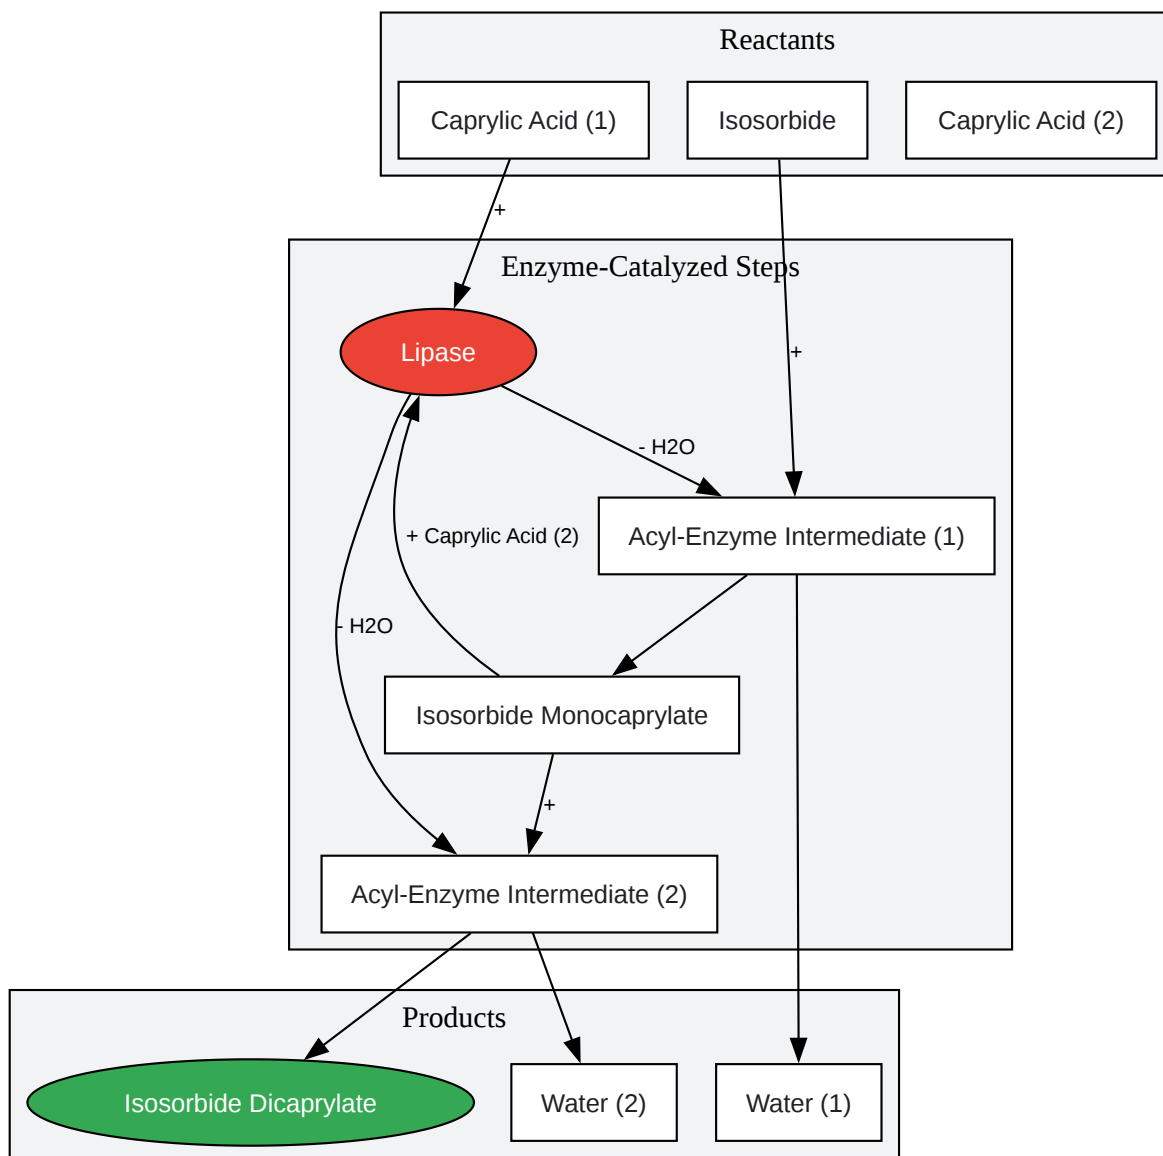 Reactants
Caprylic Acid (1)
Isosorbide
Caprylic Acid (2)
+
Enzyme-Catalyzed Steps
Lipase
+
- H2O
+ Caprylic Acid (2)
Acyl-Enzyme Intermediate (1)
- H2O
Isosorbide Monocaprylate
+
Acyl-Enzyme Intermediate (2)
Products
Isosorbide Dicaprylate
Water (2)
Water (1)